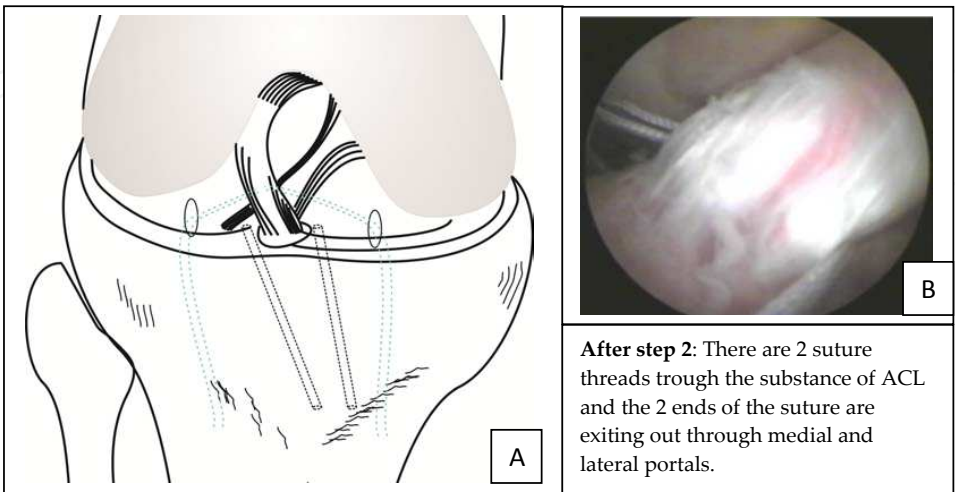 A
B
After step 2: There are 2 suture
threads trough the substance of ACL
and the 2 ends of the suture are
exiting out through medial and
lateral portals.